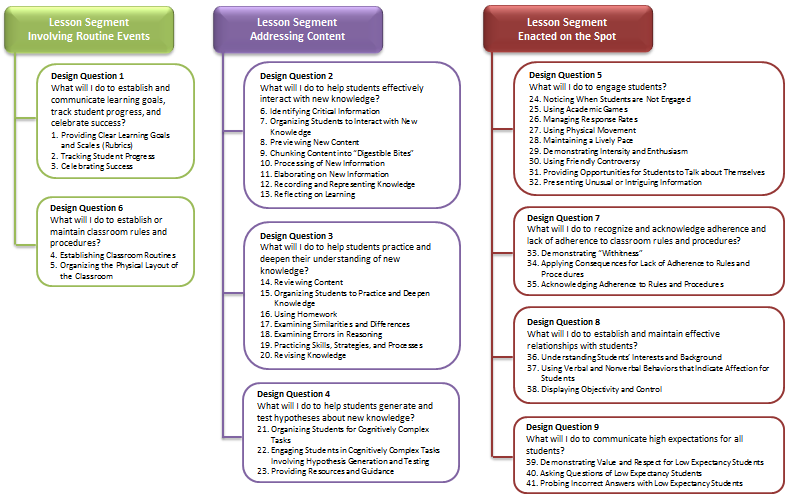 Lesson Segment
Involving Routine Events
Design Question 1
What will I do to establish and
communicate learning goals,
track student progress, and
celebrate success?
1. Providing Clear Learning Goals
and Scales (Rubrics)
2. Tracking Student Progress
3. Celebrating Success
Design Question 6
What will I do to establish or
maintain classroom rules and
procedures?
4. Establishing Classroom Routines
5. Organizing the Physical Layout of
the Classroom
Lesson Segment
Addressing Content
Design Question 2
What will I do to help students effectively
interact with new knowledge?
6. Identifying Critical Information
7. Organizing Students to Interact with New
Knowledge
8. Previewing New Content
9. Chunking Content into “Digestible Bites”
10. Processing of New Information
11. Elaborating on New Information
12. Recording and Representing Knowledge
13. Reflecting on Learning
Design Question 3
What will I do to help students practice and
deepen their understanding of new
knowledge?
14. Reviewing Content
15. Organizing Students to Practice and Deepen
Knowledge
16. Using Homework
17. Examining Similarities and Differences
18. Examining Errors in Reasoning
19. Practicing Skills, Strategies, and Processes
20. Revising Knowledge
Design Question 4
What will I do to help students generate and
test hypotheses about new knowledge?
21. Organizing Students for Cognitively Complex
Tasks
22. Engaging Students in Cognitively Complex Tasks
Involving Hypothesis Generation and Testing
23. Providing Resources and Guidance
Lesson Segment
Enacted on the Spot
Design Question 5
What will I do to engage students?
24. Noticing When Students are Not Engaged
25. Using Academic Games
26. Managing Response Rates
27. Using Physical Movement
28. Maintaining a Lively Pace
29. Demonstrating Intensity and Enthusiasm
30. Using Friendly Controversy
31. Providing Opportunities for Students to Talk about Themselves
32. Presenting Unusual or Intriguing Information
Design Question 7
What will I do to recognize and acknowledge adherence and
lack of adherence to classroom rules and procedures?
33. Demonstrating “Withitness”
34. Applying Consequences for Lack of Adherence to Rules and
Procedures
35. Acknowledging Adherence to Rules and Procedures
Design Question 8
What will I do to establish and maintain effective
relationships with students?
36. Understanding Students’ Interests and Background
37. Using Verbal and Nonverbal Behaviors that Indicate Affection for
Students
38. Displaying Objectivity and Control
Design Question 9
What will I do to communicate high expectations for all
students?
39. Demonstrating Value and Respect for Low Expectancy Students
40. Asking Questions of Low Expectancy Students
41. Probing Incorrect Answers with Low Expectancy Students